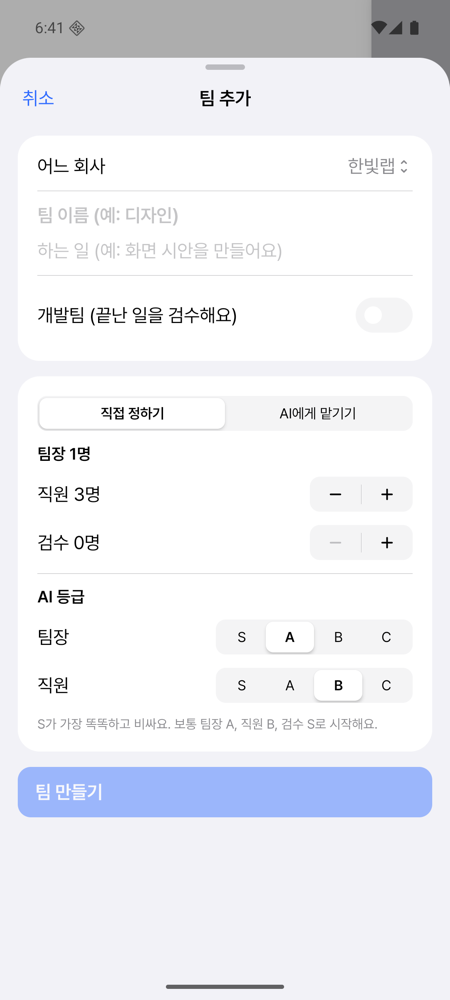 6:41
취소
팀 추가
어느 회사
한빛랩
팀 이름 (예: 디자인)
하는 일 (예: 화면 시안을 만들어요)
개발팀 (끝난 일을 검수해요)
직접 정하기
AI에게 맡기기
팀장 1명
직원 3명
검수 0명
AI 등급
팀장
S A B C
직원
S A B C
S가 가장 똑똑하고 비싸요. 보통 팀장 A, 직원 B, 검수 S로 시작해요.
팀 만들기